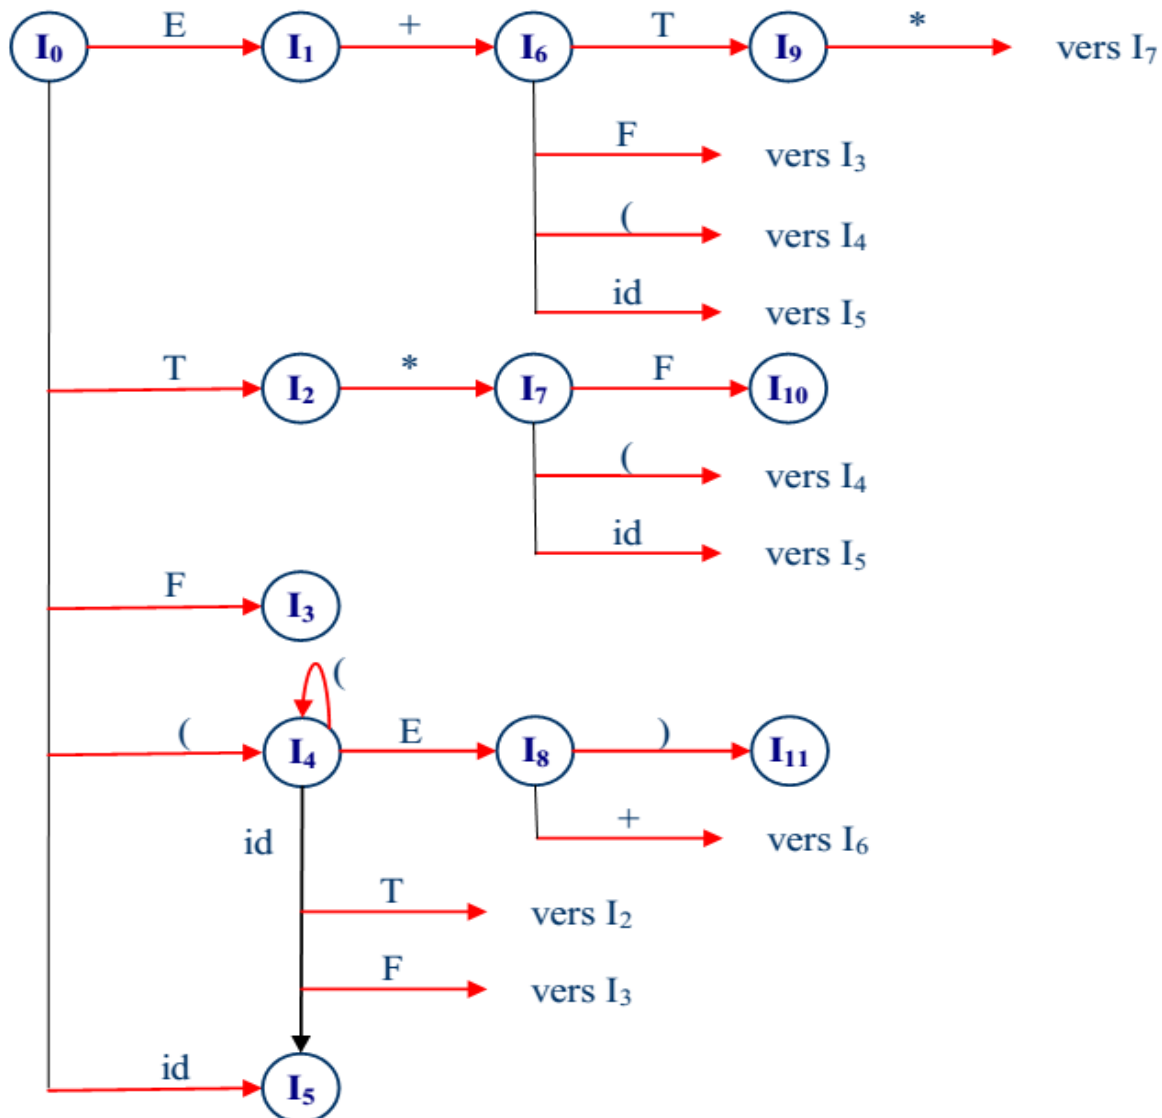 E + T *
I₀ I₁ I₆ I₉ vers I₇
F
vers I₃
(
vers I₄
id
vers I₅
T * F
I₂ I₇ I₁₀
(
vers I₄
id
vers I₅
F
I₃
(
( E )
I₄ I₈ I₁₁
+
id vers I₆
T
vers I₂
F
vers I₃
id
I₅